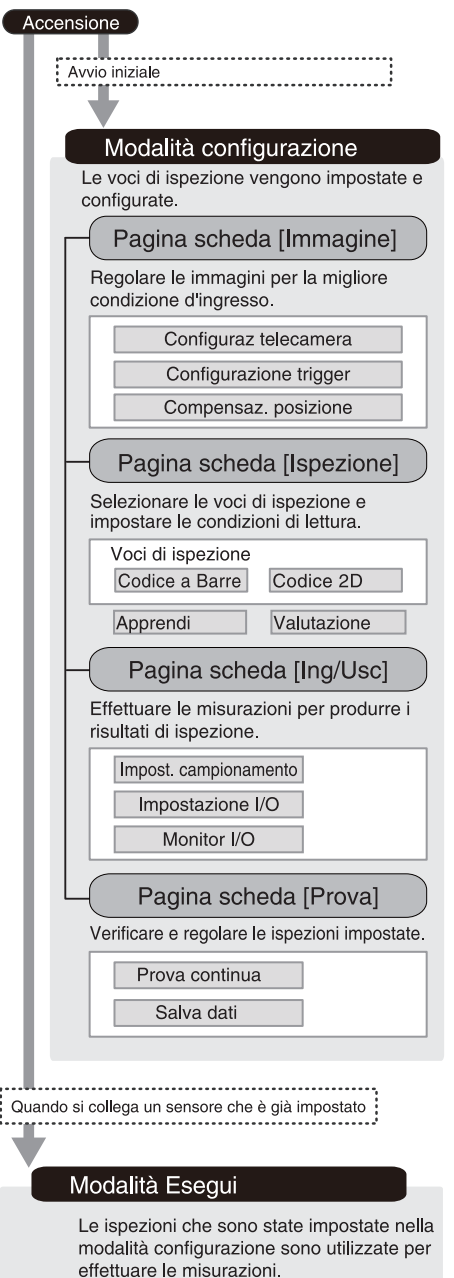 Accensione
Avvio iniziale
Modalità configurazione
Le voci di ispezione vengono impostate e
configurate.
Pagina scheda [Immagine]
Regolare le immagini per la migliore
condizione d'ingresso.
Configuraz telecamera
Configurazione trigger
Compensaz. posizione
Pagina scheda [Ispezione]
Selezionare le voci di ispezione e
impostare le condizioni di lettura.
Voci di ispezione
Codice a Barre Codice 2D
Apprendi Valutazione
Pagina scheda [Ing/Usc]
Effettuare le misurazioni per produrre i
risultati di ispezione.
Impost. campionamento
Impostazione I/O
Monitor I/O
Pagina scheda [Prova]
Verificare e regolare le ispezioni impostate.
Prova continua
Salva dati
Quando si collega un sensore che è già impostato
Modalità Esegui
Le ispezioni che sono state impostate nella
modalità configurazione sono utilizzate per
effettuare le misurazioni.